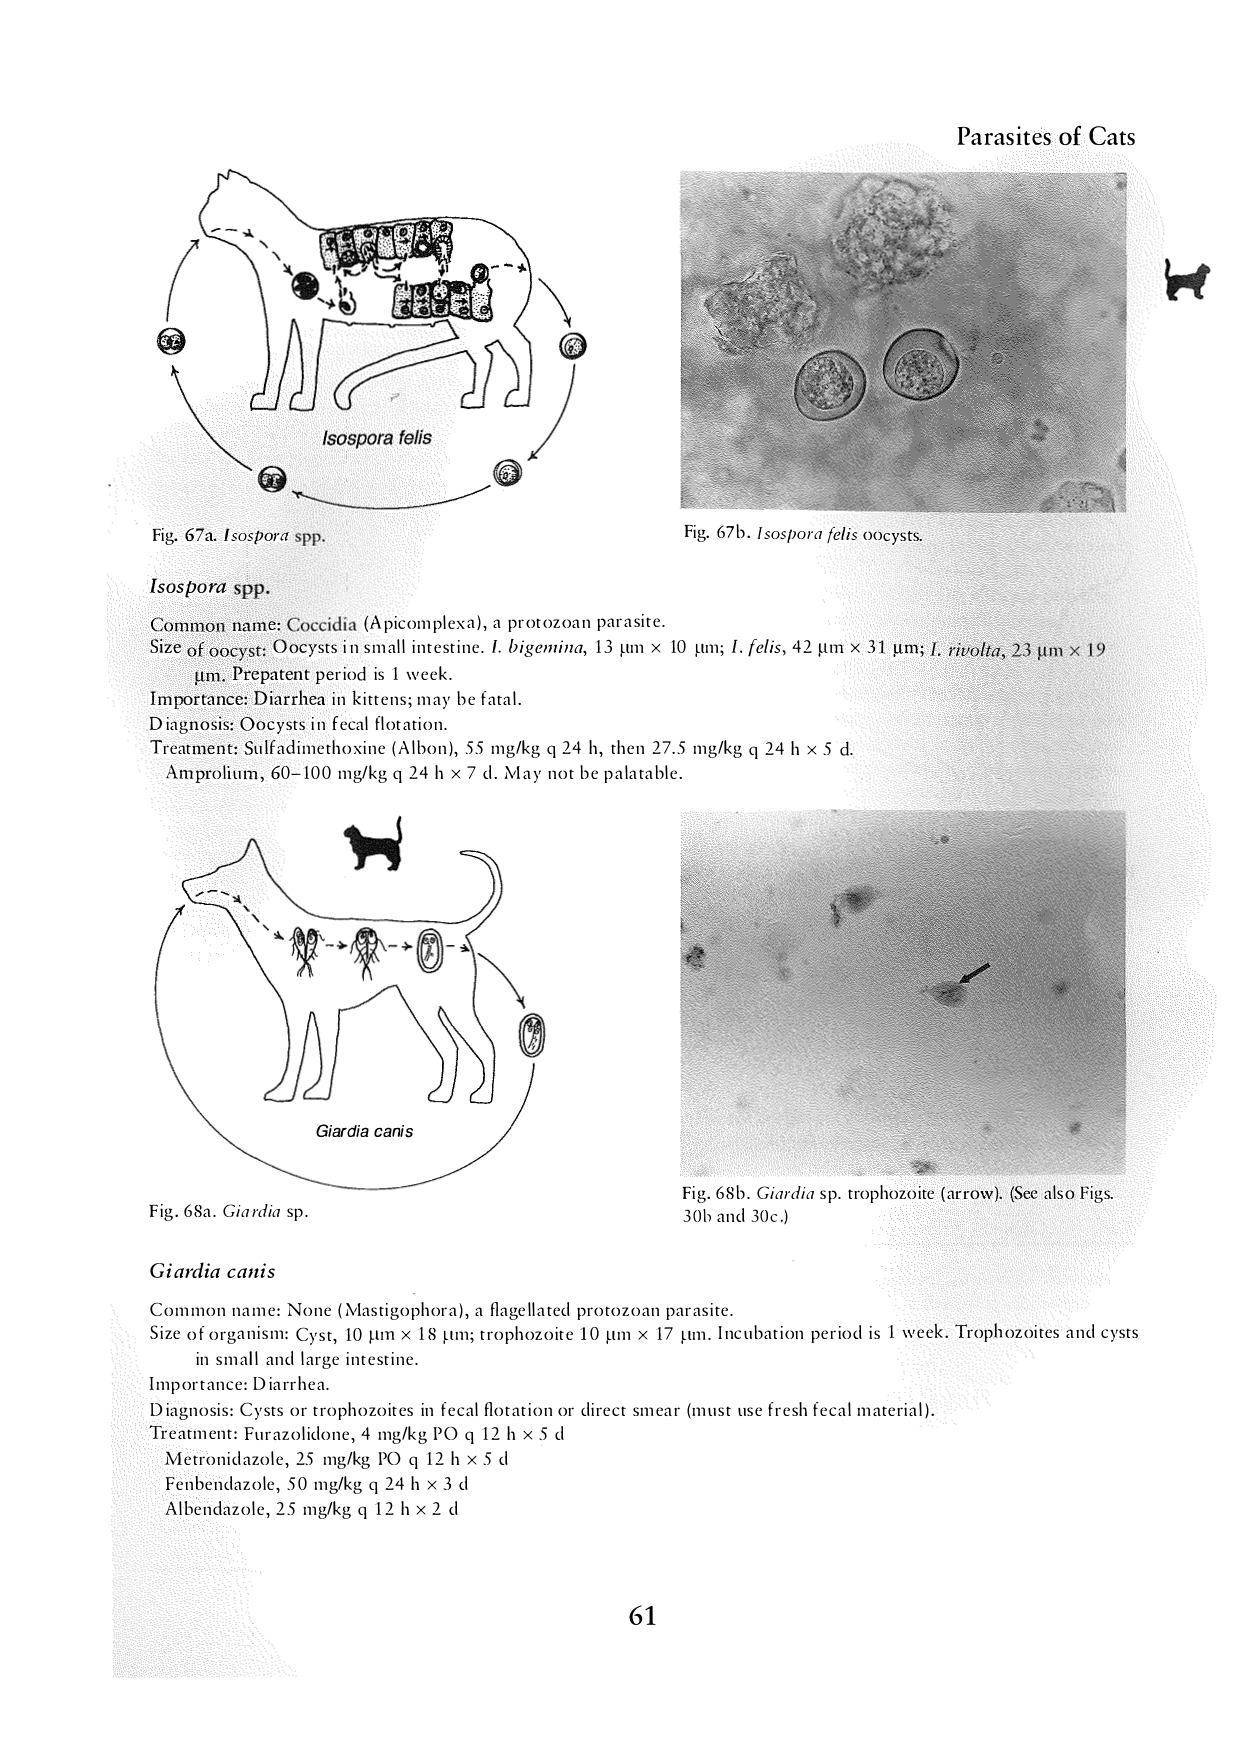 Parasites of Cats
Isospora felis
Fig. 67a. Isospora spp.
Fig. 67b. Isospora felis oocysts.
Isospora spp.
Common name: Coccidia (Apicomplexa), a protozoan parasite.
Size of oocyst: Oocysts in small intestine. I. bigemina, 13 µm × 10 µm; I. felis, 42 µm × 31 µm; I. rivolta, 23 µm × 19
µm. Prepatent period is 1 week.
Importance: Diarrhea in kittens; may be fatal.
Diagnosis: Oocysts in fecal flotation.
Treatment: Sulfadimethoxine (Albon), 55 mg/kg q 24 h, then 27.5 mg/kg q 24 h × 5 d.
Amprolium, 60–100 mg/kg q 24 h × 7 d. May not be palatable.
Giardia canis
Fig. 68a. Giardia sp.
Fig. 68b. Giardia sp. trophozoite (arrow). (See also Figs.
30b and 30c.)
Giardia canis
Common name: None (Mastigophora), a flagellated protozoan parasite.
Size of organism: Cyst, 10 µm × 18 µm; trophozoite 10 µm × 17 µm. Incubation period is 1 week. Trophozoites and cysts
in small and large intestine.
Importance: Diarrhea.
Diagnosis: Cysts or trophozoites in fecal flotation or direct smear (must use fresh fecal material).
Treatment: Furazolidone, 4 mg/kg PO q 12 h × 5 d
Metronidazole, 25 mg/kg PO q 12 h × 5 d
Fenbendazole, 50 mg/kg q 24 h × 3 d
Albendazole, 25 mg/kg q 12 h × 2 d
61